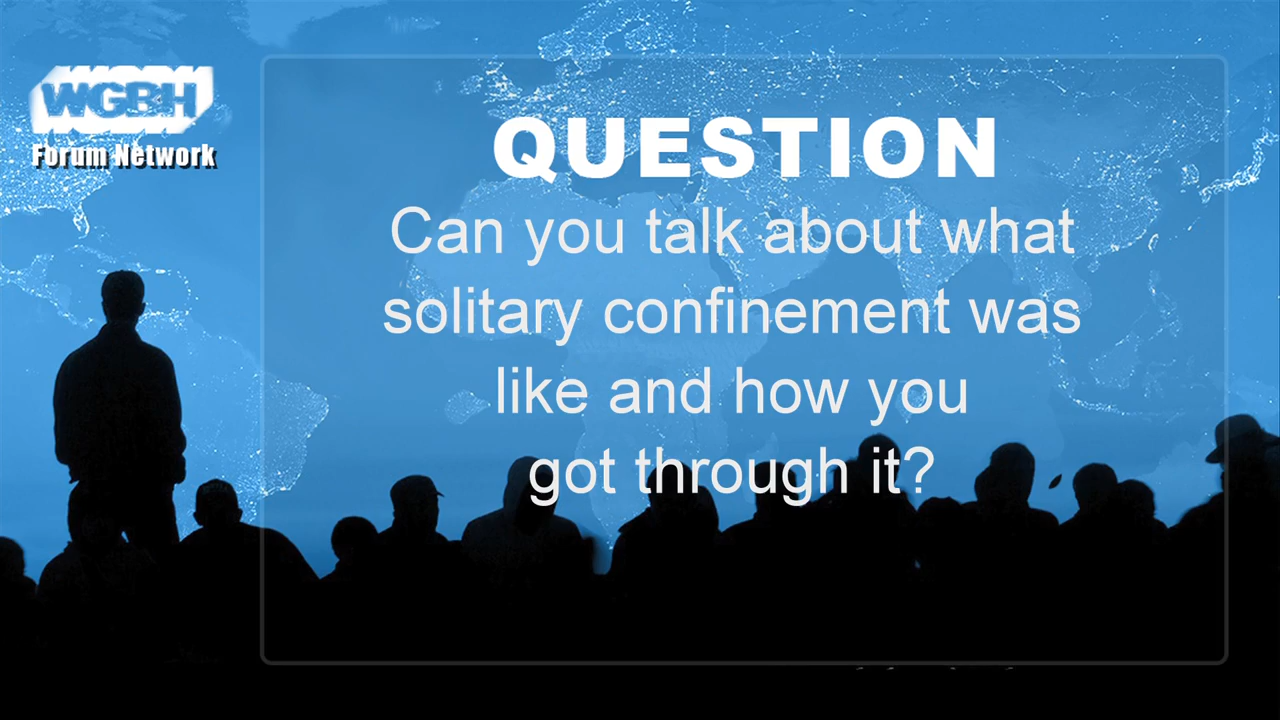 WGBH
Forum Network
QUESTION
Can you talk about what
solitary confinement was
like and how you
got through it?